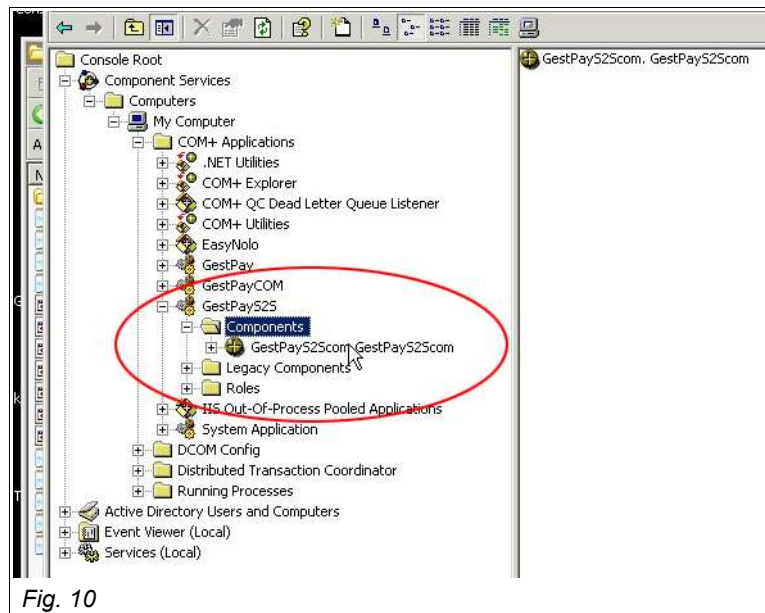 Console Root
GestPayS2Scom. GestPayS2Scom
Component Services
Computers
My Computer
COM+ Applications
.NET Utilities
COM+ Explorer
COM+ QC Dead Letter Queue Listener
COM+ Utilities
EasyNolo
GestPay
GestPayCOM
GestPayS2S
Components
GestPayS2Scom.GestPayS2Scom
Legacy Components
Roles
IIS Out-Of-Process Pooled Applications
System Application
DCOM Config
Distributed Transaction Coordinator
Running Processes
Active Directory Users and Computers
Event Viewer (Local)
Services (Local)
Fig. 10